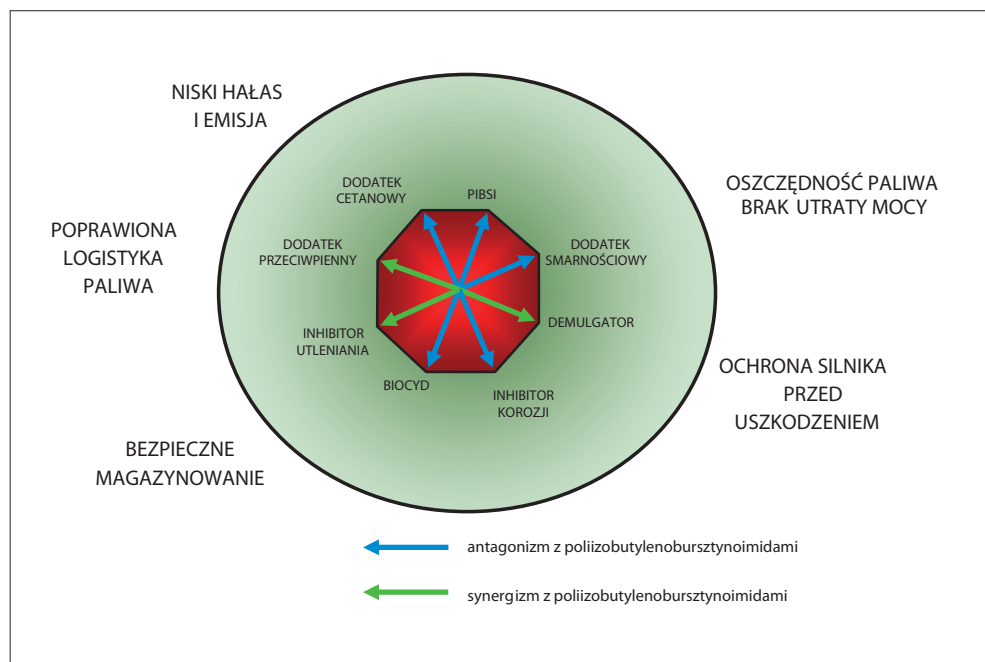 NISKI HAŁAS
I EMISJA
OSZCZĘDNOŚĆ PALIWA
BRAK UTRATY MOCY
POPRAWIONA
LOGISTYKA
PALIWA
OCHRONA SILNIKA
PRZED
USZKODZENIEM
BEZPIECZNE
MAGAZYNOWANIE
DODATEK
CETANOWY
PIBSI
DODATEK
PRZECIWPIENNY
DODATEK
SMARNOŚCIOWY
INHIBITOR
UTLENIANIA
DEMULGATOR
BIOCYD
INHIBITOR
KOROZJI
antagonizm z poliizobutylenobursztynoimidami
synergizm z poliizobutylenobursztynoimidami